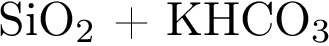 SiO₂ + KHCO₃